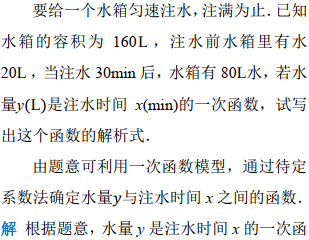 要给一个水箱匀速注水，注满为止．已知
水箱的容积为 160L，注水前水箱里有水
20L，当注水 30min 后，水箱有 80L水，若水
量y(L)是注水时间 x(min)的一次函数，试写
出这个函数的解析式．
由题意可利用一次函数模型，通过待定
系数法确定水量y与注水时间 x 之间的函数．
解 根据题意，水量 y 是注水时间 x 的一次函